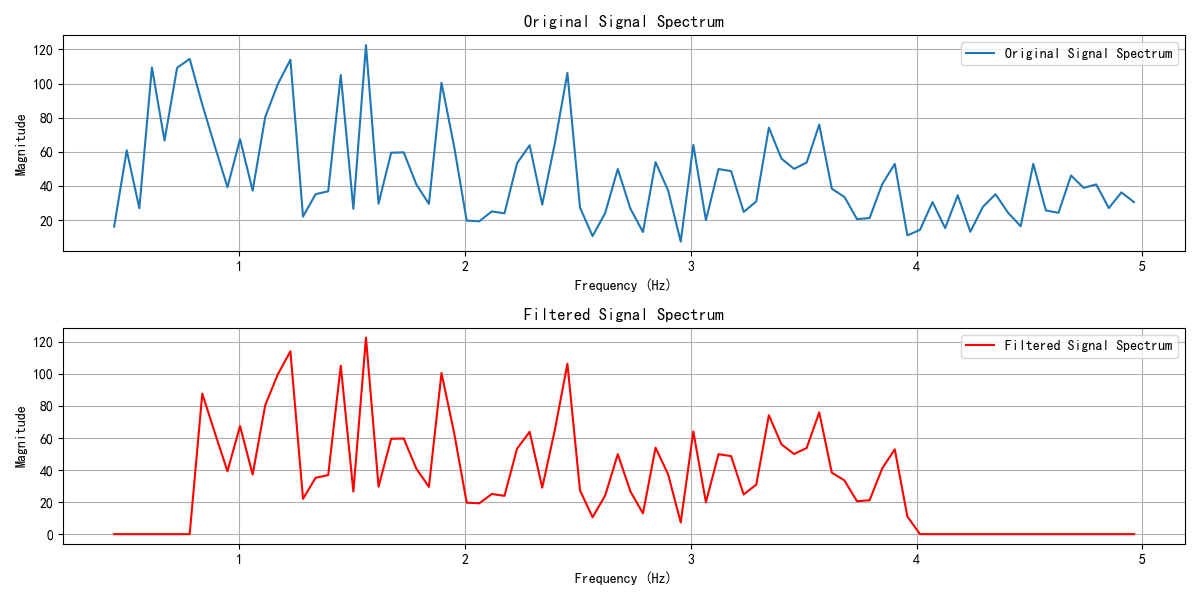 Original Signal Spectrum
120
100
80
60
40
20
Magnitude
Original Signal Spectrum
1 2 3 4 5
Frequency (Hz)
Filtered Signal Spectrum
120
100
80
60
40
20
0
Magnitude
Filtered Signal Spectrum
1 2 3 4 5
Frequency (Hz)